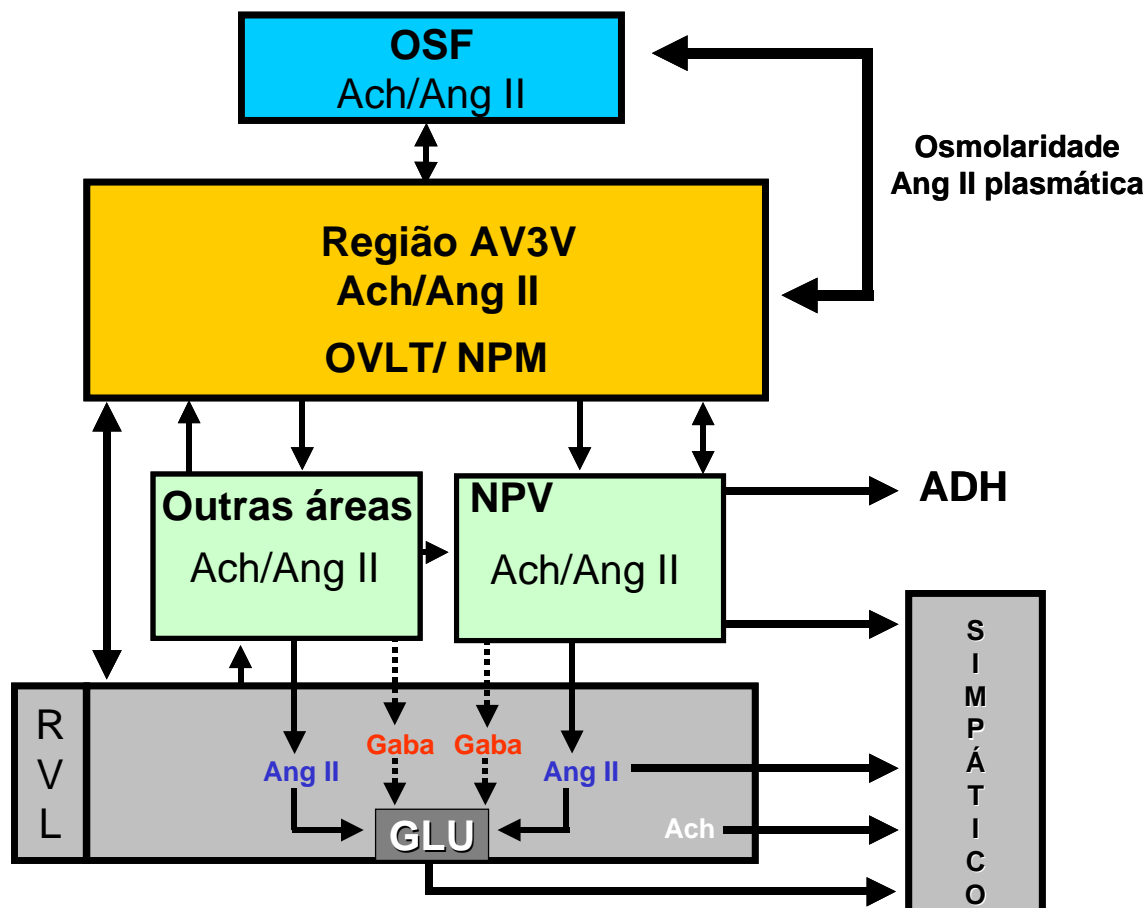 OSF
Ach/Ang II
Osmolaridade
Ang II plasmática
Região AV3V
Ach/Ang II
OVLT/ NPM
Outras áreas
Ach/Ang II
NPV
Ach/Ang II
ADH
R
V
L
Gaba
Gaba
Ang II
Ang II
GLU
Ach
S
I
M
P
Á
T
I
C
O